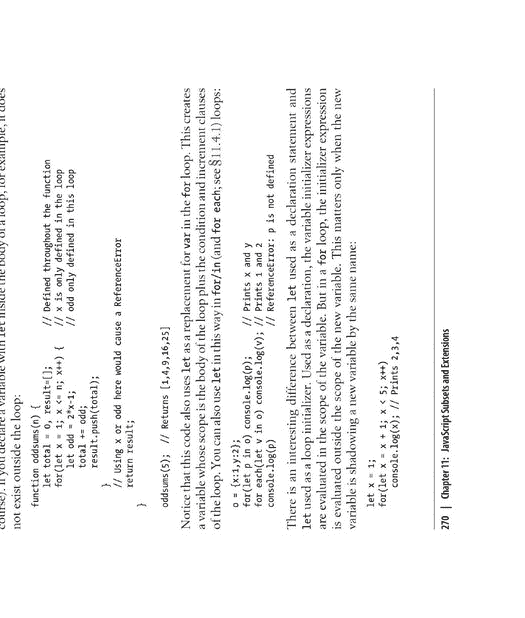 course). If you declare a variable with let inside the body of a loop, for example, it does
not exist outside the loop:
function oddsums(n) {
let total = 0, result=[]; // Defined throughout the function
for(let x = 1; x <= n; x++) { // x is only defined in the loop
let odd = 2*x-1; // odd only defined in this loop
total += odd;
result.push(total);
}
// Using x or odd here would cause a ReferenceError
return result;
}
oddsums(5); // Returns [1,4,9,16,25]
Notice that this code also uses let as a replacement for var in the for loop. This creates
a variable whose scope is the body of the loop plus the condition and increment clauses
of the loop. You can also use let in this way in for/in (and for each; see §11.4.1) loops:
o = {x:1,y:2};
for(let p in o) console.log(p); // Prints x and y
for each(let v in o) console.log(v); // Prints 1 and 2
console.log(p) // ReferenceError: p is not defined
There is an interesting difference between let used as a declaration statement and
let used as a loop initializer. Used as a declaration, the variable initializer expressions
are evaluated in the scope of the variable. But in a for loop, the initializer expression
is evaluated outside the scope of the new variable. This matters only when the new
variable is shadowing a new variable by the same name:
let x = 1;
for(let x = x + 1; x < 5; x++)
console.log(x); // Prints 2,3,4
270 | Chapter 11: JavaScript Subsets and Extensions